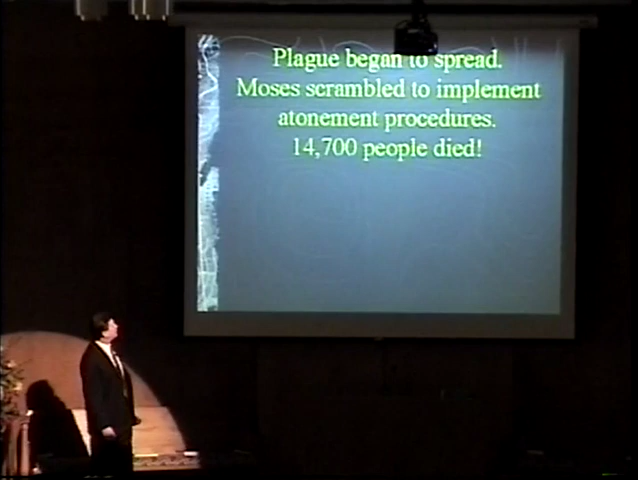 Plague began to spread.
Moses scrambled to implement
atonement procedures.
14,700 people died!